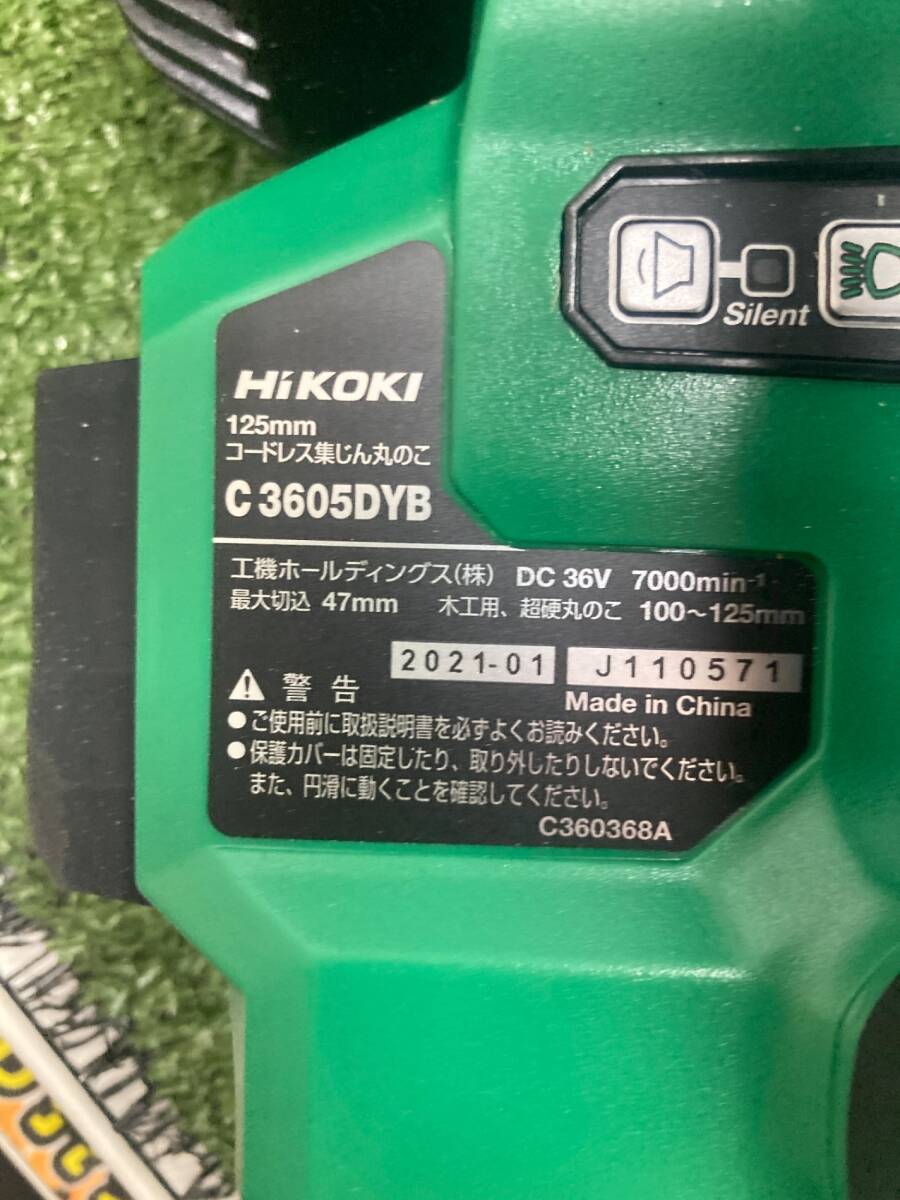 Silent
HiKOKI
125mm
コードレス集じん丸のこ
C 3605DYB
工機ホールディングス(株) DC 36V 7000min-1
最大切込 47mm 木工用、超硬丸のこ 100～125mm
2021-01 J110571
Made in China
警告
●ご使用前に取扱説明書を必ずよくお読みください。
●保護カバーは固定したり、取り外したりしないでください。
また、円滑に動くことを確認してください。
C360368A